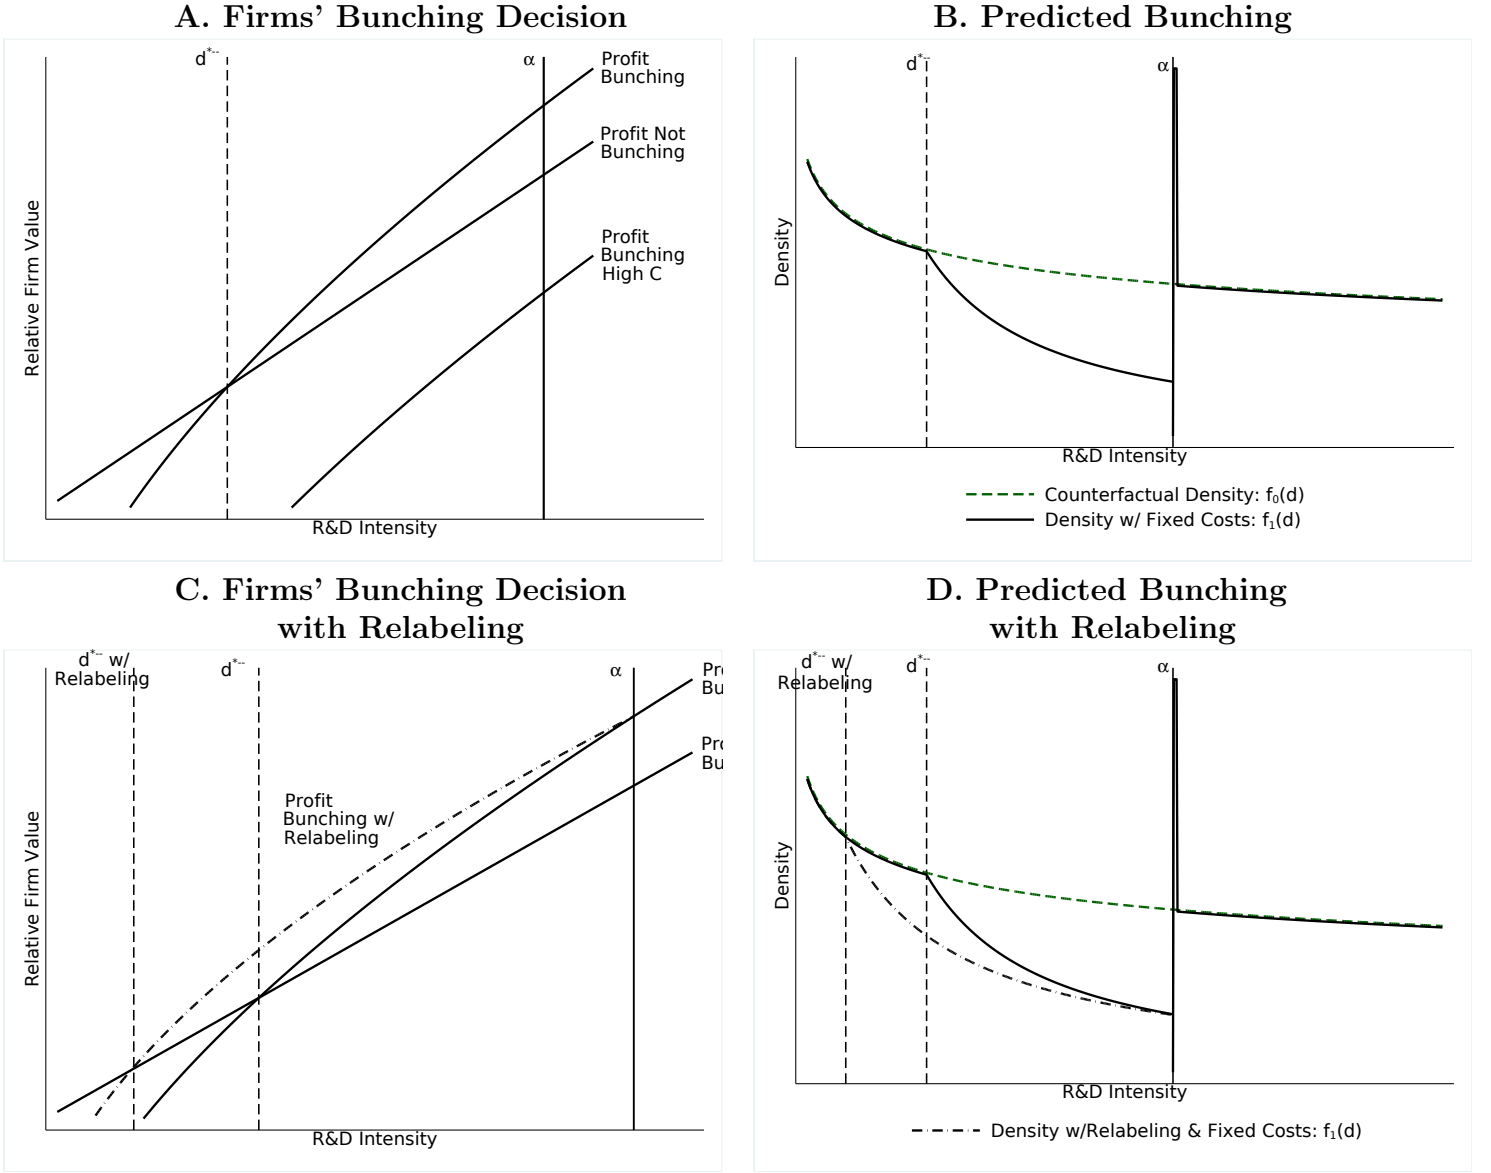 A. Firms' Bunching Decision
d*--
α
Profit
Bunching
Profit Not
Bunching
Profit
Bunching
High C
Relative Firm Value
R&D Intensity
B. Predicted Bunching
d*--
α
Density
R&D Intensity
Counterfactual Density: f₀(d)
Density w/ Fixed Costs: f₁(d)
C. Firms' Bunching Decision
with Relabeling
d*-- w/
Relabeling
d*--
α
Pr
Bu
Pro
Bu
Profit
Bunching w/
Relabeling
Relative Firm Value
R&D Intensity
D. Predicted Bunching
with Relabeling
d*-- w/
Relabeling
d*--
α
Density
R&D Intensity
Density w/Relabeling & Fixed Costs: f₁(d)